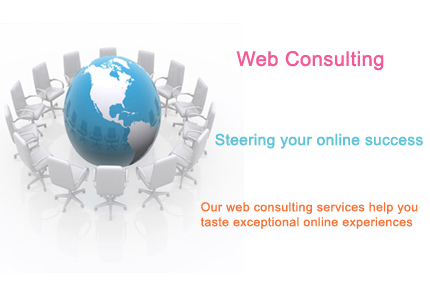 Web Consulting
Steering your online success
Our web consulting services help you
taste exceptional online experiences